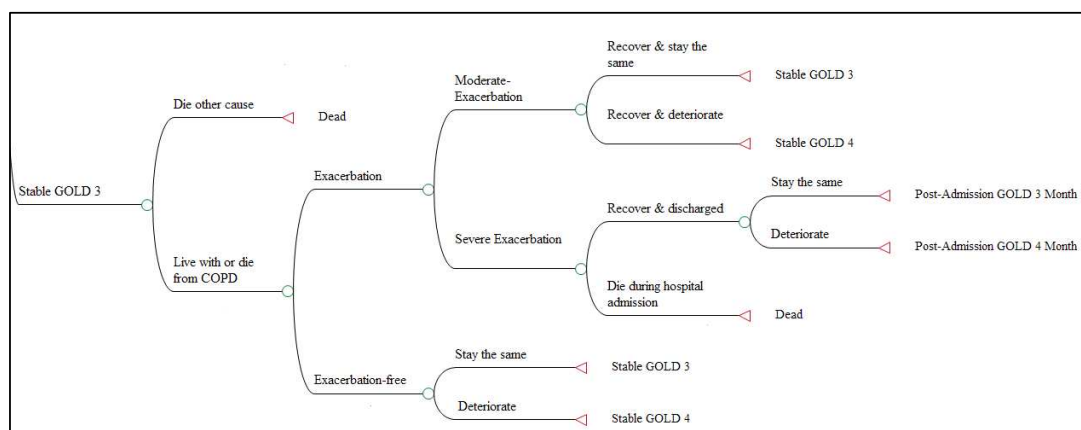 Recover & stay the
same
Stable GOLD 3
Moderate-
Exacerbation
Die other cause
Dead
Recover & deteriorate
Stable GOLD 4
Exacerbation
Stay the same
Post-Admission GOLD 3 Month
Stable GOLD 3
Recover & discharged
Severe Exacerbation
Deteriorate
Post-Admission GOLD 4 Month
Live with or die
from COPD
Die during hospital
admission
Dead
Stay the same
Stable GOLD 3
Exacerbation-free
Deteriorate
Stable GOLD 4